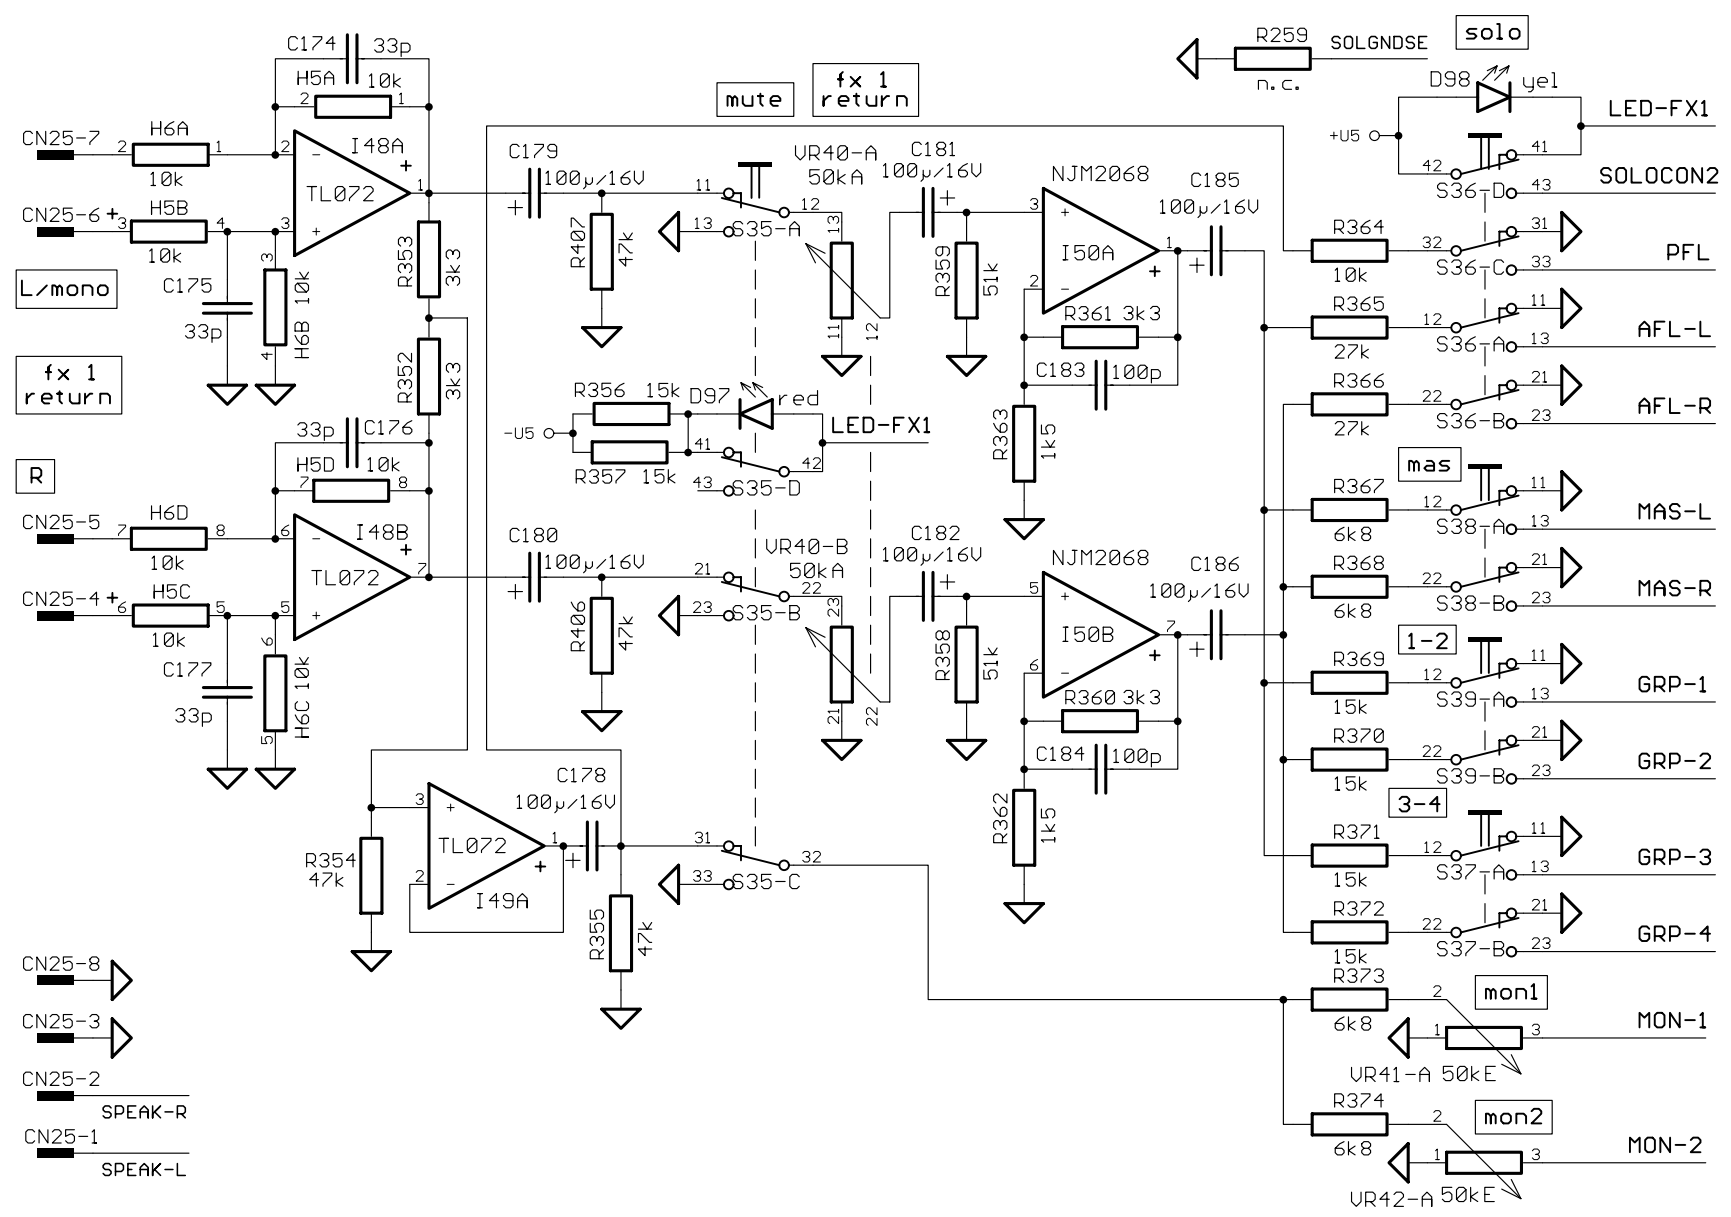 C174 33p
H5A 10k
2 1
CN25-7
H6A
2 1
10k
2
I48A
+
−
TL072
1
CN25-6 +
H5B
3 4
10k
3
+
C175
33p
3
H6B 10k
4
L/mono
fx 1
return
R353
3k3
R352
3k3
R
33p C176
H5D 10k
7 8
CN25-5
H6D
7 8
10k
6
I48B
+
−
TL072
7
CN25-4 +
H5C
6 5
10k
5
+
C177
33p
6
H6C 10k
5
C179
100µ/16V
+
R407
47k
mute
fx 1
return
11
12
13
S35-A
VR40-A
50kA
13
11
12
C181
100µ/16V
+
R359
51k
NJM2068
3
+
I50A
1
2
−
+
R361 3k3
C183 100p
R363
1k5
C185
100µ/16V
+
R356 15k
D97 red
-U5
R357 15k
41
42
43
S35-D
LED-FX1
C180
100µ/16V
+
R406
47k
21
22
23
S35-B
VR40-B
50kA
23
21
22
C182
100µ/16V
+
R358
51k
NJM2068
5
+
I50B
7
6
−
+
R360 3k3
C184 100p
R362
1k5
C186
100µ/16V
+
3
+
TL072
1
2
−
+
I49A
R354
47k
C178
100µ/16V
+
R355
47k
31
32
33
S35-C
R259
n.c.
SOLGNDSE
solo
D98 yel
+U5
LED-FX1
42 41
S36-D 43
SOLOCON2
R364
10k
32 31
S36-C 33
PFL
R365
27k
12 11
S36-A 13
AFL-L
R366
27k
22 21
S36-B 23
AFL-R
mas
R367
6k8
12 11
S38-A 13
MAS-L
R368
6k8
22 21
S38-B 23
MAS-R
1-2
R369
15k
12 11
S39-A 13
GRP-1
R370
15k
22 21
S39-B 23
GRP-2
3-4
R371
15k
12 11
S37-A 13
GRP-3
R372
15k
22 21
S37-B 23
GRP-4
R373
6k8
mon1
2
1 3
VR41-A 50kE
MON-1
R374
6k8
mon2
2
1 3
VR42-A 50kE
MON-2
CN25-8
CN25-3
CN25-2
SPEAK-R
CN25-1
SPEAK-L